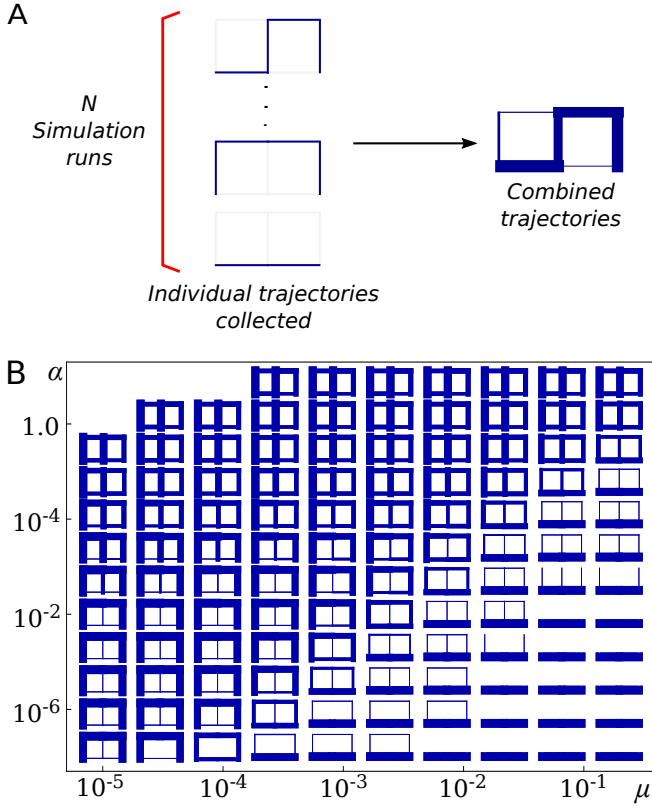 A
N
Simulation
runs
Combined
trajectories
Individual trajectories
collected
B
α
1.0
10⁻⁴
10⁻²
10⁻⁶
10⁻⁵
10⁻⁴
10⁻³
10⁻²
10⁻¹
μ